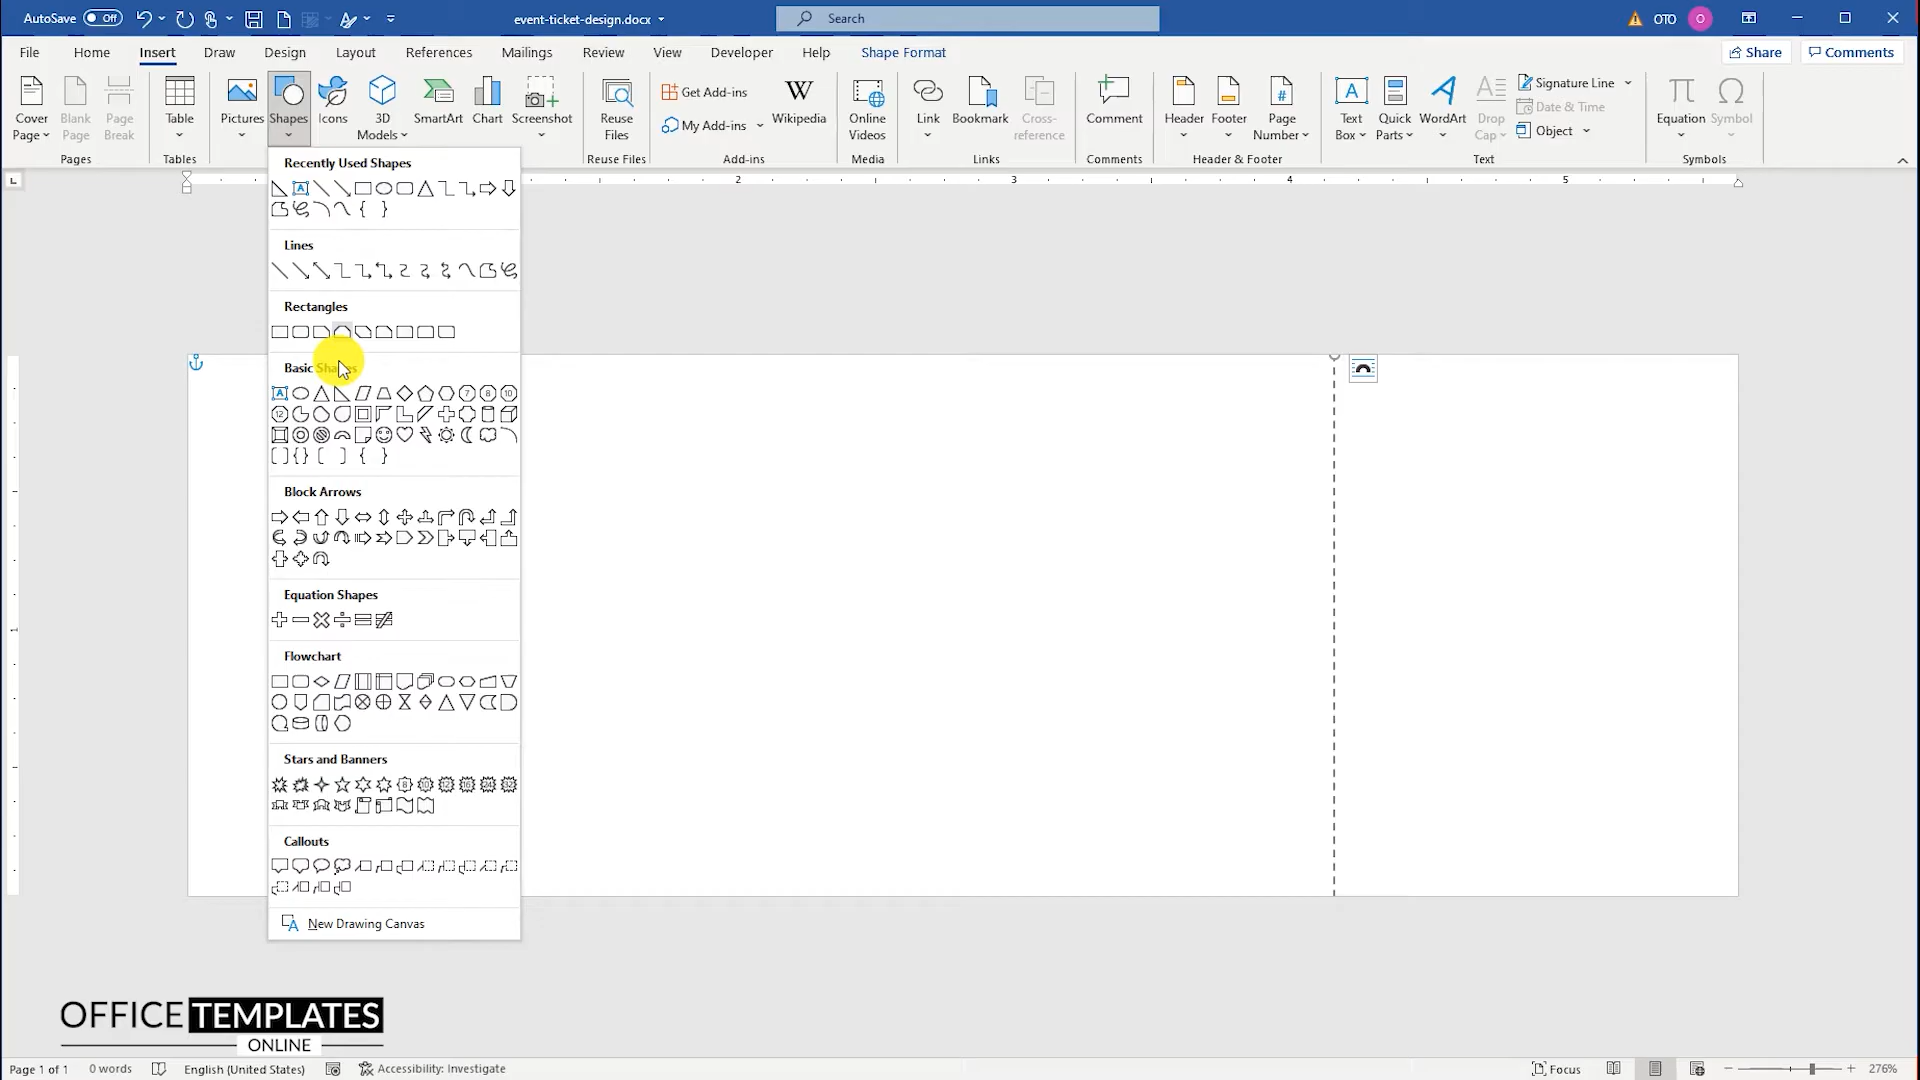 AutoSave Off event-ticket-design.docx Search OTO O
File Home Insert Draw Design Layout References Mailings Review View Developer Help Shape Format Share Comments
Cover Page
Blank Page
Page Break
Pages
Table
Tables
Pictures
Shapes
Icons
3D Models
SmartArt
Chart
Screenshot
Reuse Files
Reuse Files
Get Add-ins
My Add-ins
Wikipedia
Add-ins
Online Videos
Media
Link
Bookmark
Cross-reference
Links
Comment
Comments
Header
Footer
Page Number
Header & Footer
Text Box
Quick Parts
WordArt
Drop Cap
Signature Line
Date & Time
Object
Text
Equation
Symbol
Symbols
2 3 4 5
1
Recently Used Shapes
Lines
Rectangles
Basic Shapes
Block Arrows
Equation Shapes
Flowchart
Stars and Banners
Callouts
New Drawing Canvas
OFFICE TEMPLATES
ONLINE
Page 1 of 1 0 words English (United States) Accessibility: Investigate Focus 276%